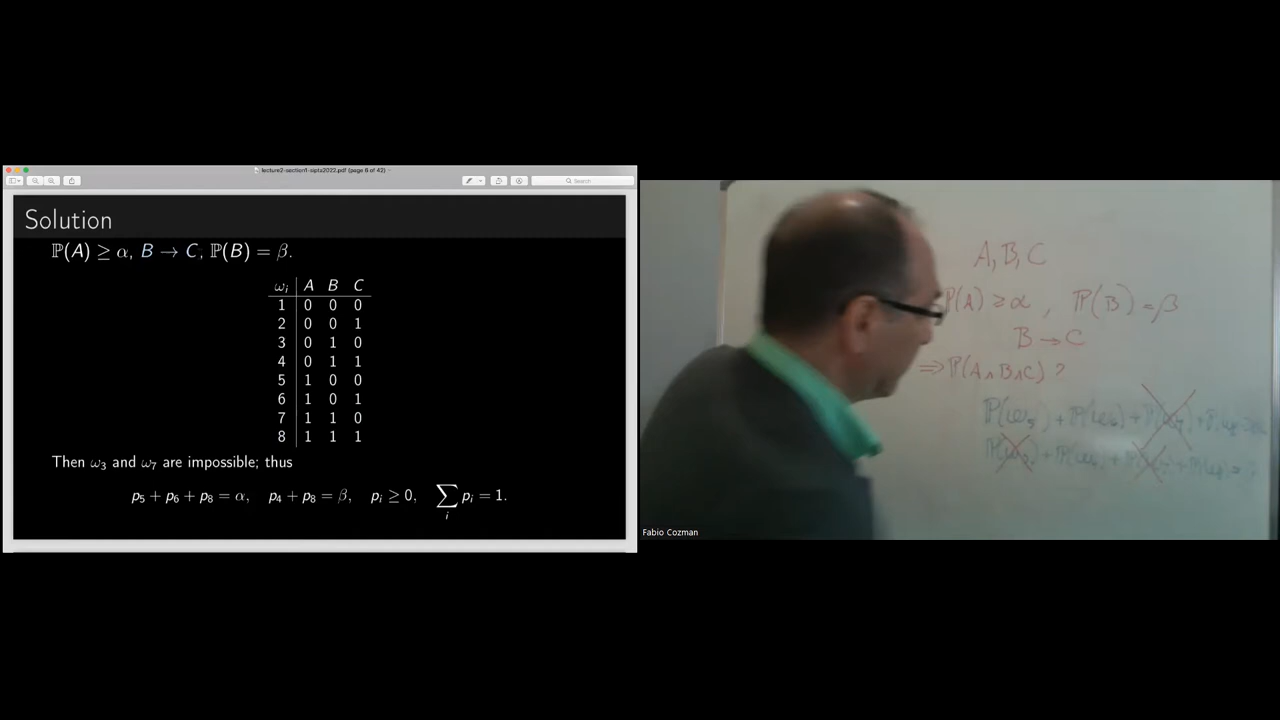 lecture2-section1-sipta2022.pdf (page 6 of 42)
Search
Solution
ℙ(A) ≥ α, B → C, ℙ(B) = β.
ωᵢ A B C
1 0 0 0
2 0 0 1
3 0 1 0
4 0 1 1
5 1 0 0
6 1 0 1
7 1 1 0
8 1 1 1
Then ω₃ and ω₇ are impossible; thus
p₅ + p₆ + p₈ = α, p₄ + p₈ = β, pᵢ ≥ 0, ∑ᵢ pᵢ = 1.
A, B, C
P(A) ≥ α, ℙ(B) = β
B → C
⇒ ℙ(A ∧ B ∧ C) ?
Fabio Cozman